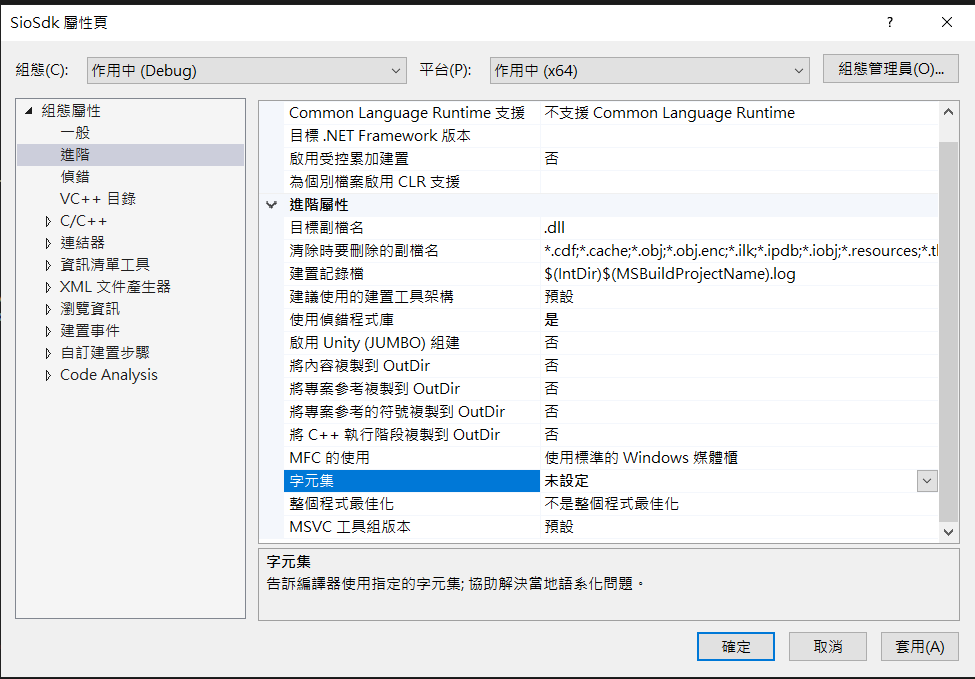 SioSdk 屬性頁
?
組態(C):
作用中 (Debug)
平台(P):
作用中 (x64)
組態管理員(O)...
組態屬性
一般
進階
偵錯
VC++ 目錄
C/C++
連結器
資訊清單工具
XML 文件產生器
瀏覽資訊
建置事件
自訂建置步驟
Code Analysis
Common Language Runtime 支援 不支援 Common Language Runtime
目標 .NET Framework 版本
啟用受控累加建置 否
為個別檔案啟用 CLR 支援
進階屬性
目標副檔名 .dll
清除時要刪除的副檔名 *.cdf;*.cache;*.obj;*.obj.enc;*.ilk;*.ipdb;*.iobj;*.resources;*.tl
建置記錄檔 $(IntDir)$(MSBuildProjectName).log
建議使用的建置工具架構 預設
使用偵錯程式庫 是
啟用 Unity (JUMBO) 組建 否
將內容複製到 OutDir 否
將專案參考複製到 OutDir 否
將專案參考的符號複製到 OutDir 否
將 C++ 執行階段複製到 OutDir 否
MFC 的使用 使用標準的 Windows 媒體櫃
字元集 未設定
整個程式最佳化 不是整個程式最佳化
MSVC 工具組版本 預設
字元集
告訴編譯器使用指定的字元集; 協助解決當地語系化問題。
確定
取消
套用(A)